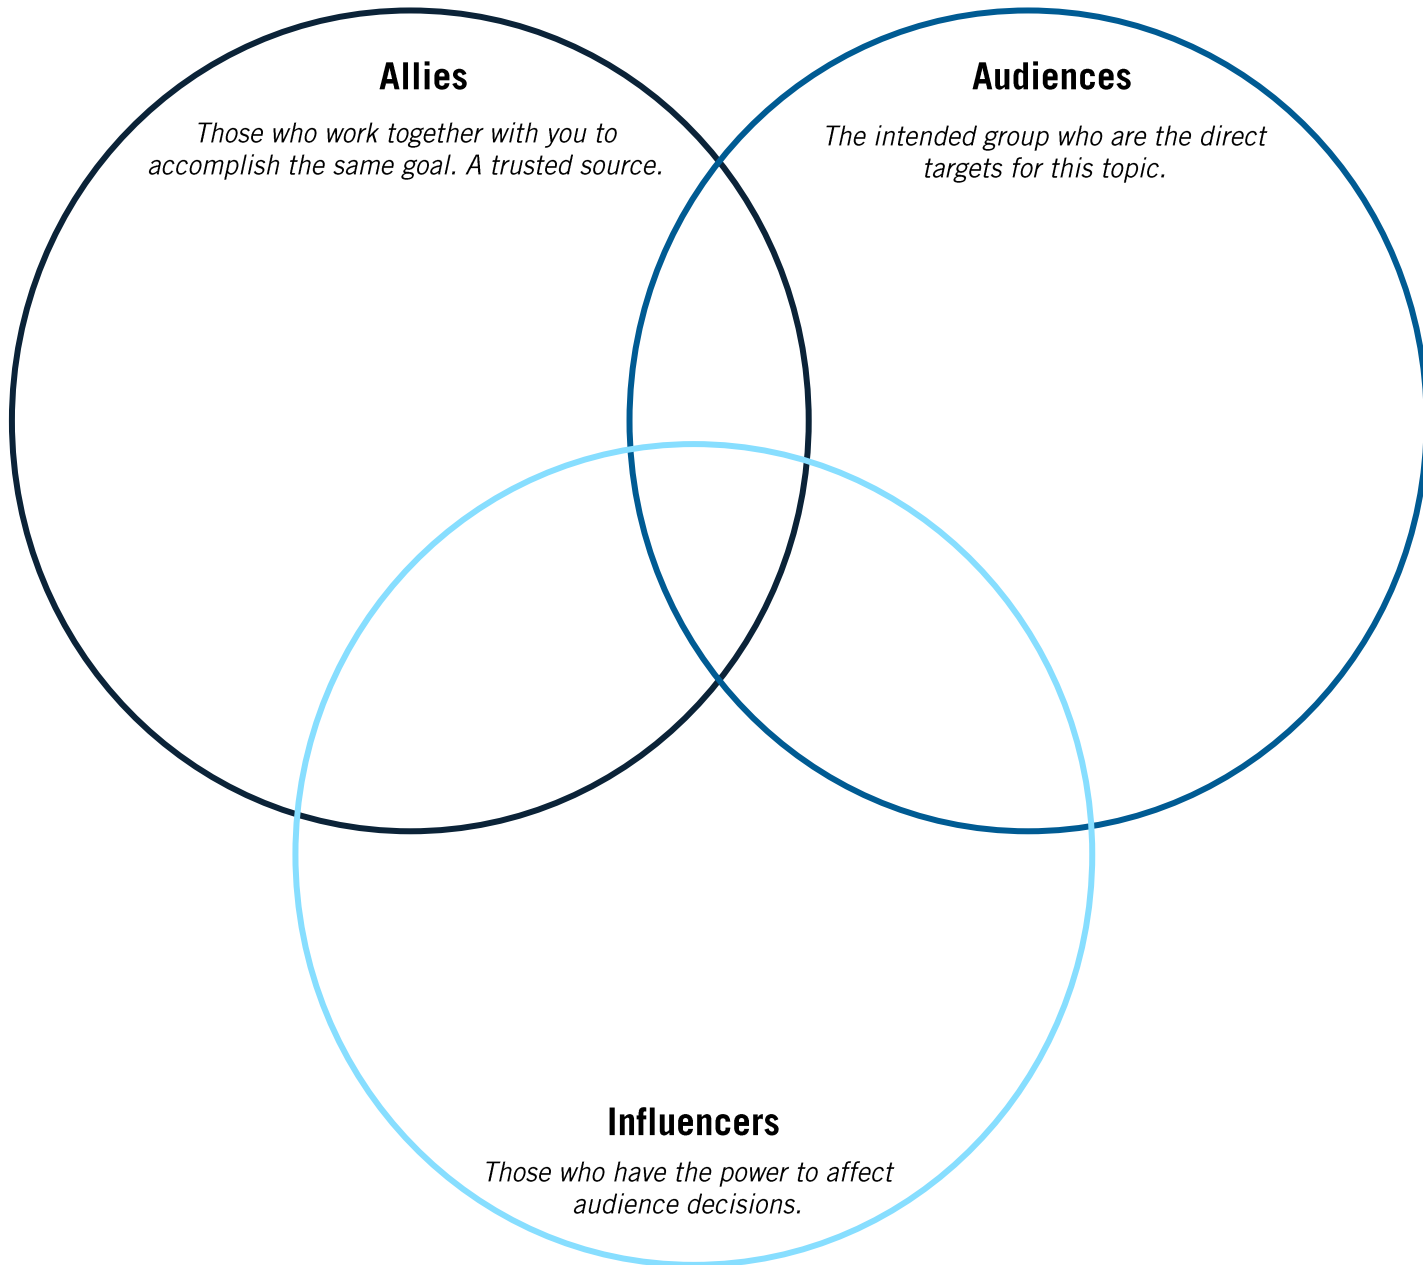 Allies
Those who work together with you to
accomplish the same goal. A trusted source.
Audiences
The intended group who are the direct
targets for this topic.
Influencers
Those who have the power to affect
audience decisions.